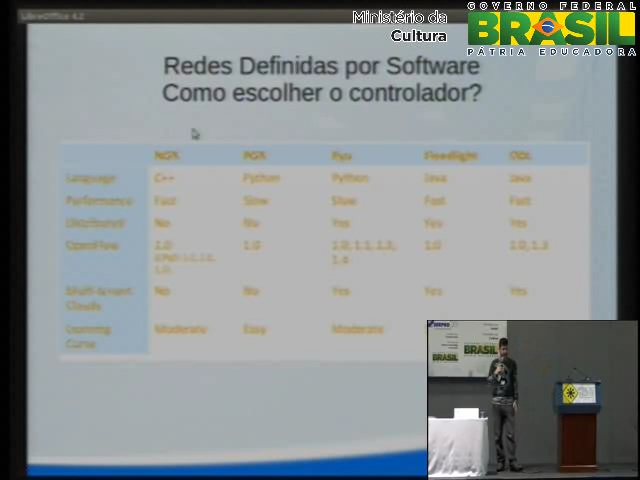 LibreOffice 4.2
Ministério da
Cultura
GOVERNO FEDERAL
BRASIL
PÁTRIA EDUCADORA
Redes Definidas por Software
Como escolher o controlador?
NOX POX Ryu Floodlight ODL
Language C++ Python Python Java Java
Performance Fast Slow Slow Fast Fast
Distributed No No Yes Yes Yes
OpenFlow 1.0 1.0 1.0, 1.1, 1.3, 1.0 1.0, 1.3
1.4
Multi-tenant No No Yes Yes Yes
Clouds
Learning Moderate Easy Moderate
Curve
SERPRO
BRASIL
BRASIL